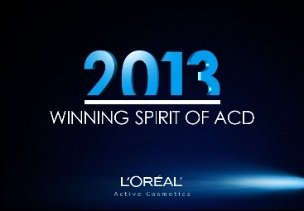 2013
WINNING SPIRIT OF ACD
L'ORÉAL
Active Cosmetics